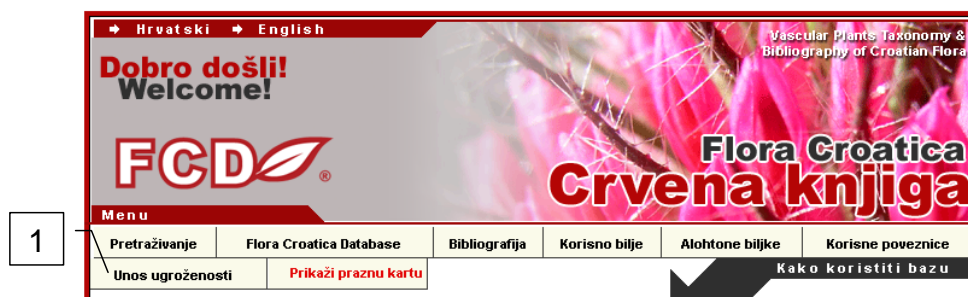 Hrvatski English
Vascular Plants Taxonomy &
Bibliography of Croatian Flora
Dobro došli!
Welcome!
FCD ®
Flora Croatica
Crvena knjiga
Menu
1
Pretraživanje Flora Croatica Database Bibliografija Korisno bilje Alohtone biljke Korisne poveznice
Unos ugroženosti Prikaži praznu kartu Kako koristiti bazu